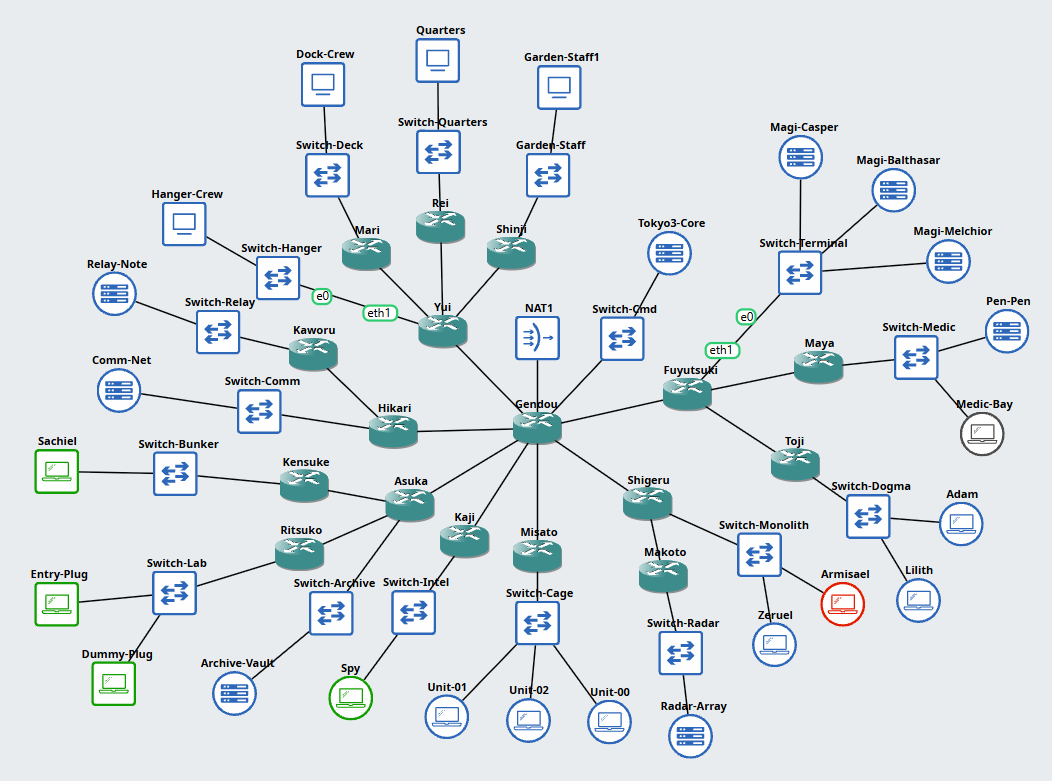 Quarters
Dock-Crew
Garden-Staff1
Switch-Quarters
Magi-Casper
Switch-Deck
Garden-Staff
Magi-Balthasar
Hanger-Crew
Rei
Mari
Shinji
Tokyo3-Core
Magi-Melchior
Switch-Hanger
Switch-Terminal
Relay-Note
e0
Switch-Relay
eth1
Yui
NAT1
Switch-Cmd
e0
Pen-Pen
Kaworu
Switch-Medic
Maya
eth1
Comm-Net
Switch-Comm
Fuyutsuki
Hikari
Gendou
Medic-Bay
Sachiel
Switch-Bunker
Toji
Kensuke
Asuka
Shigeru
Switch-Dogma
Adam
Kaji
Ritsuko
Misato
Switch-Monolith
Makoto
Switch-Lab
Entry-Plug
Switch-Archive
Switch-Intel
Switch-Cage
Armisael
Lilith
Zeruel
Switch-Radar
Dummy-Plug
Archive-Vault
Spy
Unit-01
Unit-02
Unit-00
Radar-Array